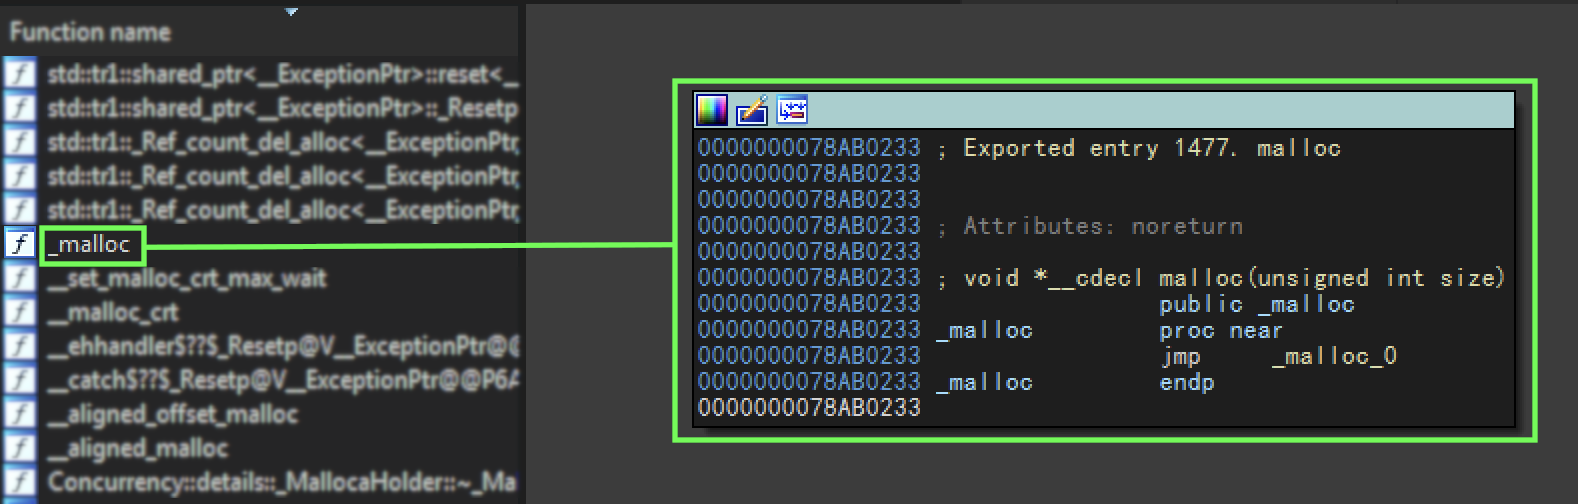 Function name
std::tr1::shared_ptr<__ExceptionPtr>::reset<__
std::tr1::shared_ptr<__ExceptionPtr>::_Resetp
std::tr1::_Ref_count_del_alloc<__ExceptionPtr,
std::tr1::_Ref_count_del_alloc<__ExceptionPtr,
std::tr1::_Ref_count_del_alloc<__ExceptionPtr,
_malloc
__set_malloc_crt_max_wait
__malloc_crt
__ehhandler$??$_Resetp@V__ExceptionPtr@@
__catch$??$_Resetp@V__ExceptionPtr@@P6A
__aligned_offset_malloc
__aligned_malloc
Concurrency::details::_MallocaHolder::~_Ma
0000000078AB0233 ; Exported entry 1477. malloc
0000000078AB0233
0000000078AB0233
0000000078AB0233 ; Attributes: noreturn
0000000078AB0233
0000000078AB0233 ; void *__cdecl malloc(unsigned int size)
0000000078AB0233 public _malloc
0000000078AB0233 _malloc proc near
0000000078AB0233 jmp _malloc_0
0000000078AB0233 _malloc endp
0000000078AB0233